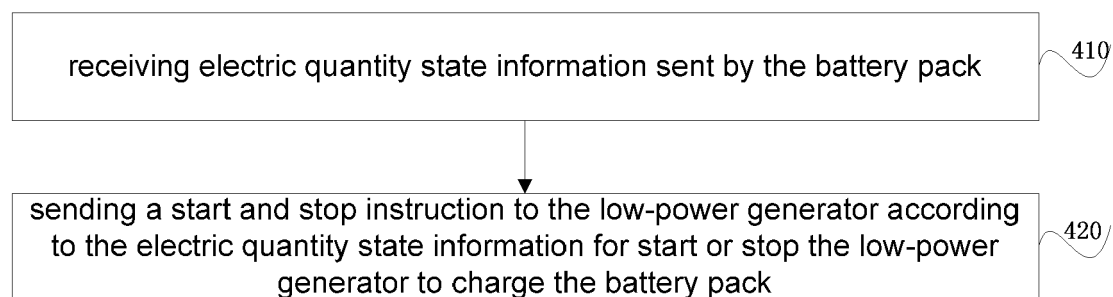 receiving electric quantity state information sent by the battery pack
410
sending a start and stop instruction to the low-power generator according
to the electric quantity state information for start or stop the low-power
generator to charge the battery pack
420